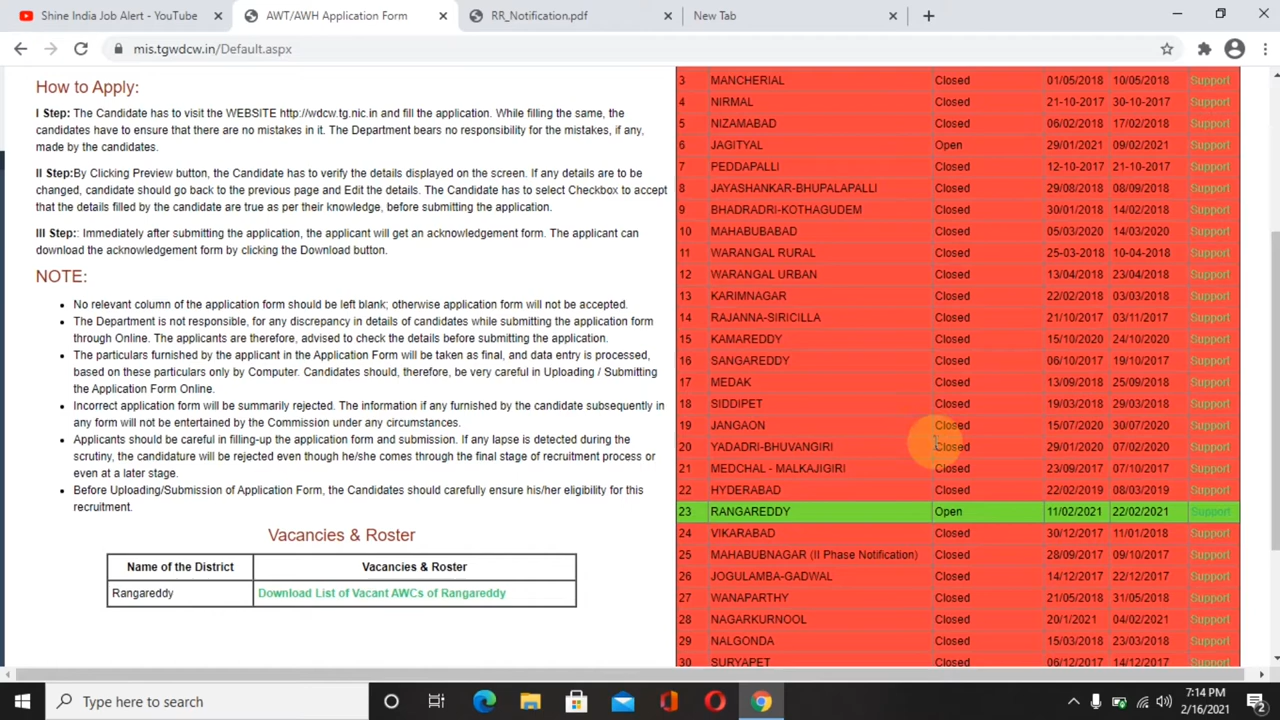 Shine India Job Alert - YouTube
AWT/AWH Application Form
RR_Notification.pdf
New Tab
mis.tgwdcw.in/Default.aspx
How to Apply:
I Step: The Candidate has to visit the WEBSITE http://wdcw.tg.nic.in and fill the application. While filling the same, the
candidates have to ensure that there are no mistakes in it. The Department bears no responsibility for the mistakes, if any,
made by the candidates.
II Step:By Clicking Preview button, the Candidate has to verify the details displayed on the screen. If any details are to be
changed, candidate should go back to the previous page and Edit the details. The Candidate has to select Checkbox to accept
that the details filled by the candidate are true as per their knowledge, before submitting the application.
III Step:: Immediately after submitting the application, the applicant will get an acknowledgement form. The applicant can
download the acknowledgement form by clicking the Download button.
NOTE:
• No relevant column of the application form should be left blank; otherwise application form will not be accepted.
• The Department is not responsible, for any discrepancy in details of candidates while submitting the application form
through Online. The applicants are therefore, advised to check the details before submitting the application.
• The particulars furnished by the applicant in the Application Form will be taken as final, and data entry is processed,
based on these particulars only by Computer. Candidates should, therefore, be very careful in Uploading / Submitting
the Application Form Online.
• Incorrect application form will be summarily rejected. The information if any furnished by the candidate subsequently in
any form will not be entertained by the Commission under any circumstances.
• Applicants should be careful in filling-up the application form and submission. If any lapse is detected during the
scrutiny, the candidature will be rejected even though he/she comes through the final stage of recruitment process or
even at a later stage.
• Before Uploading/Submission of Application Form, the Candidates should carefully ensure his/her eligibility for this
recruitment.
Vacancies & Roster
Name of the District Vacancies & Roster
Rangareddy Download List of Vacant AWCs of Rangareddy
3 MANCHERIAL Closed 01/05/2018 10/05/2018 Support
4 NIRMAL Closed 21-10-2017 30-10-2017 Support
5 NIZAMABAD Closed 06/02/2018 17/02/2018 Support
6 JAGITYAL Open 29/01/2021 09/02/2021 Support
7 PEDDAPALLI Closed 12-10-2017 21-10-2017 Support
8 JAYASHANKAR-BHUPALAPALLI Closed 29/08/2018 08/09/2018 Support
9 BHADRADRI-KOTHAGUDEM Closed 30/01/2018 14/02/2018 Support
10 MAHABUBABAD Closed 05/03/2020 14/03/2020 Support
11 WARANGAL RURAL Closed 25-03-2018 10-04-2018 Support
12 WARANGAL URBAN Closed 13/04/2018 23/04/2018 Support
13 KARIMNAGAR Closed 22/02/2018 03/03/2018 Support
14 RAJANNA-SIRICILLA Closed 21/10/2017 03/11/2017 Support
15 KAMAREDDY Closed 15/10/2020 24/10/2020 Support
16 SANGAREDDY Closed 06/10/2017 19/10/2017 Support
17 MEDAK Closed 13/09/2018 25/09/2018 Support
18 SIDDIPET Closed 19/03/2018 29/03/2018 Support
19 JANGAON Closed 15/07/2020 30/07/2020 Support
20 YADADRI-BHUVANGIRI Closed 29/01/2020 07/02/2020 Support
21 MEDCHAL - MALKAJIGIRI Closed 23/09/2017 07/10/2017 Support
22 HYDERABAD Closed 22/02/2019 08/03/2019 Support
23 RANGAREDDY Open 11/02/2021 22/02/2021 Support
24 VIKARABAD Closed 30/12/2017 11/01/2018 Support
25 MAHABUBNAGAR (II Phase Notification) Closed 28/09/2017 09/10/2017 Support
26 JOGULAMBA-GADWAL Closed 14/12/2017 22/12/2017 Support
27 WANAPARTHY Closed 21/05/2018 31/05/2018 Support
28 NAGARKURNOOL Closed 20/1/2021 04/02/2021 Support
29 NALGONDA Closed 15/03/2018 23/03/2018 Support
30 SURYAPET Closed 06/12/2017 14/12/2017 Support
Type here to search
7:14 PM
2/16/2021
2